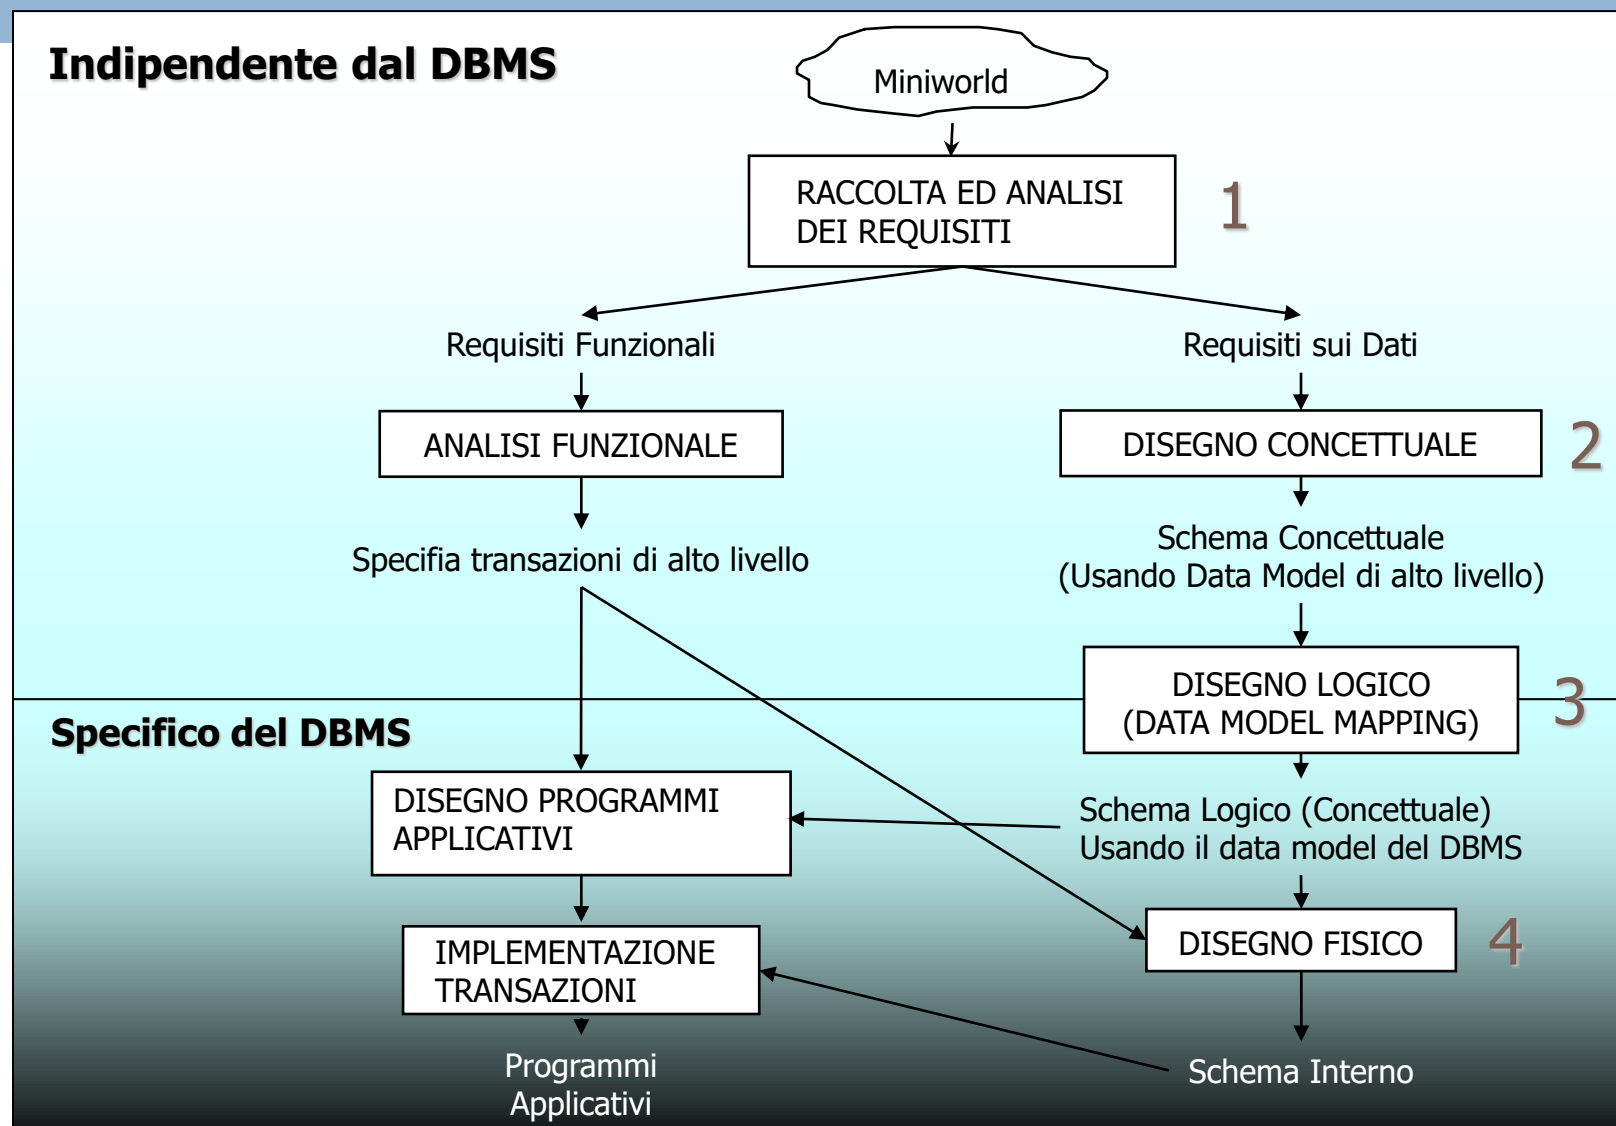 Indipendente dal DBMS
Miniworld
RACCOLTA ED ANALISI
DEI REQUISITI
1
Requisiti Funzionali
Requisiti sui Dati
ANALISI FUNZIONALE
DISEGNO CONCETTUALE
2
Specifia transazioni di alto livello
Schema Concettuale
(Usando Data Model di alto livello)
DISEGNO LOGICO
(DATA MODEL MAPPING)
3
Specifico del DBMS
DISEGNO PROGRAMMI
APPLICATIVI
Schema Logico (Concettuale)
Usando il data model del DBMS
IMPLEMENTAZIONE
TRANSAZIONI
DISEGNO FISICO
4
Programmi
Applicativi
Schema Interno